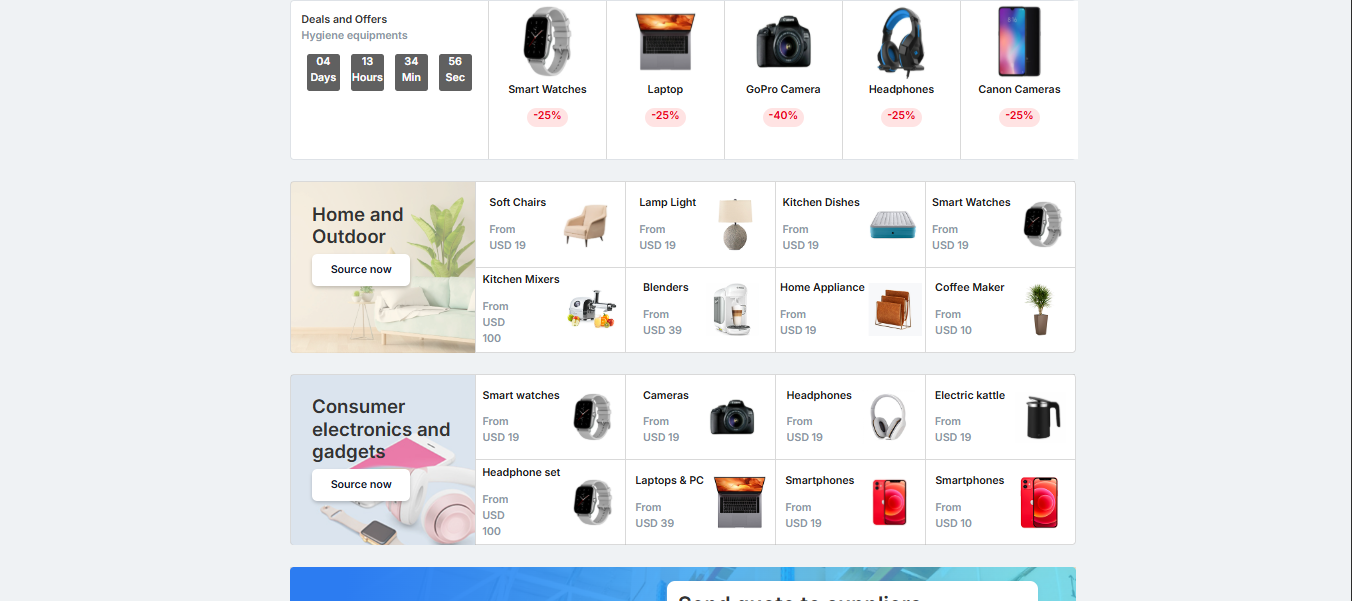 Deals and Offers
Hygiene equipments
04 Days
13 Hours
34 Min
56 Sec
Smart Watches
-25%
Laptop
-25%
GoPro Camera
-40%
Headphones
-25%
Canon Cameras
-25%
Home and
Outdoor
Source now
Soft Chairs
From
USD 19
Lamp Light
From
USD 19
Kitchen Dishes
From
USD 19
Smart Watches
From
USD 19
Kitchen Mixers
From
USD
100
Blenders
From
USD 39
Home Appliance
From
USD 19
Coffee Maker
From
USD 10
Consumer
electronics and
gadgets
Source now
Smart watches
From
USD 19
Cameras
From
USD 19
Headphones
From
USD 19
Electric kattle
From
USD 19
Headphone set
From
USD
100
Laptops & PC
From
USD 39
Smartphones
From
USD 19
Smartphones
From
USD 10
Send quote to suppliers